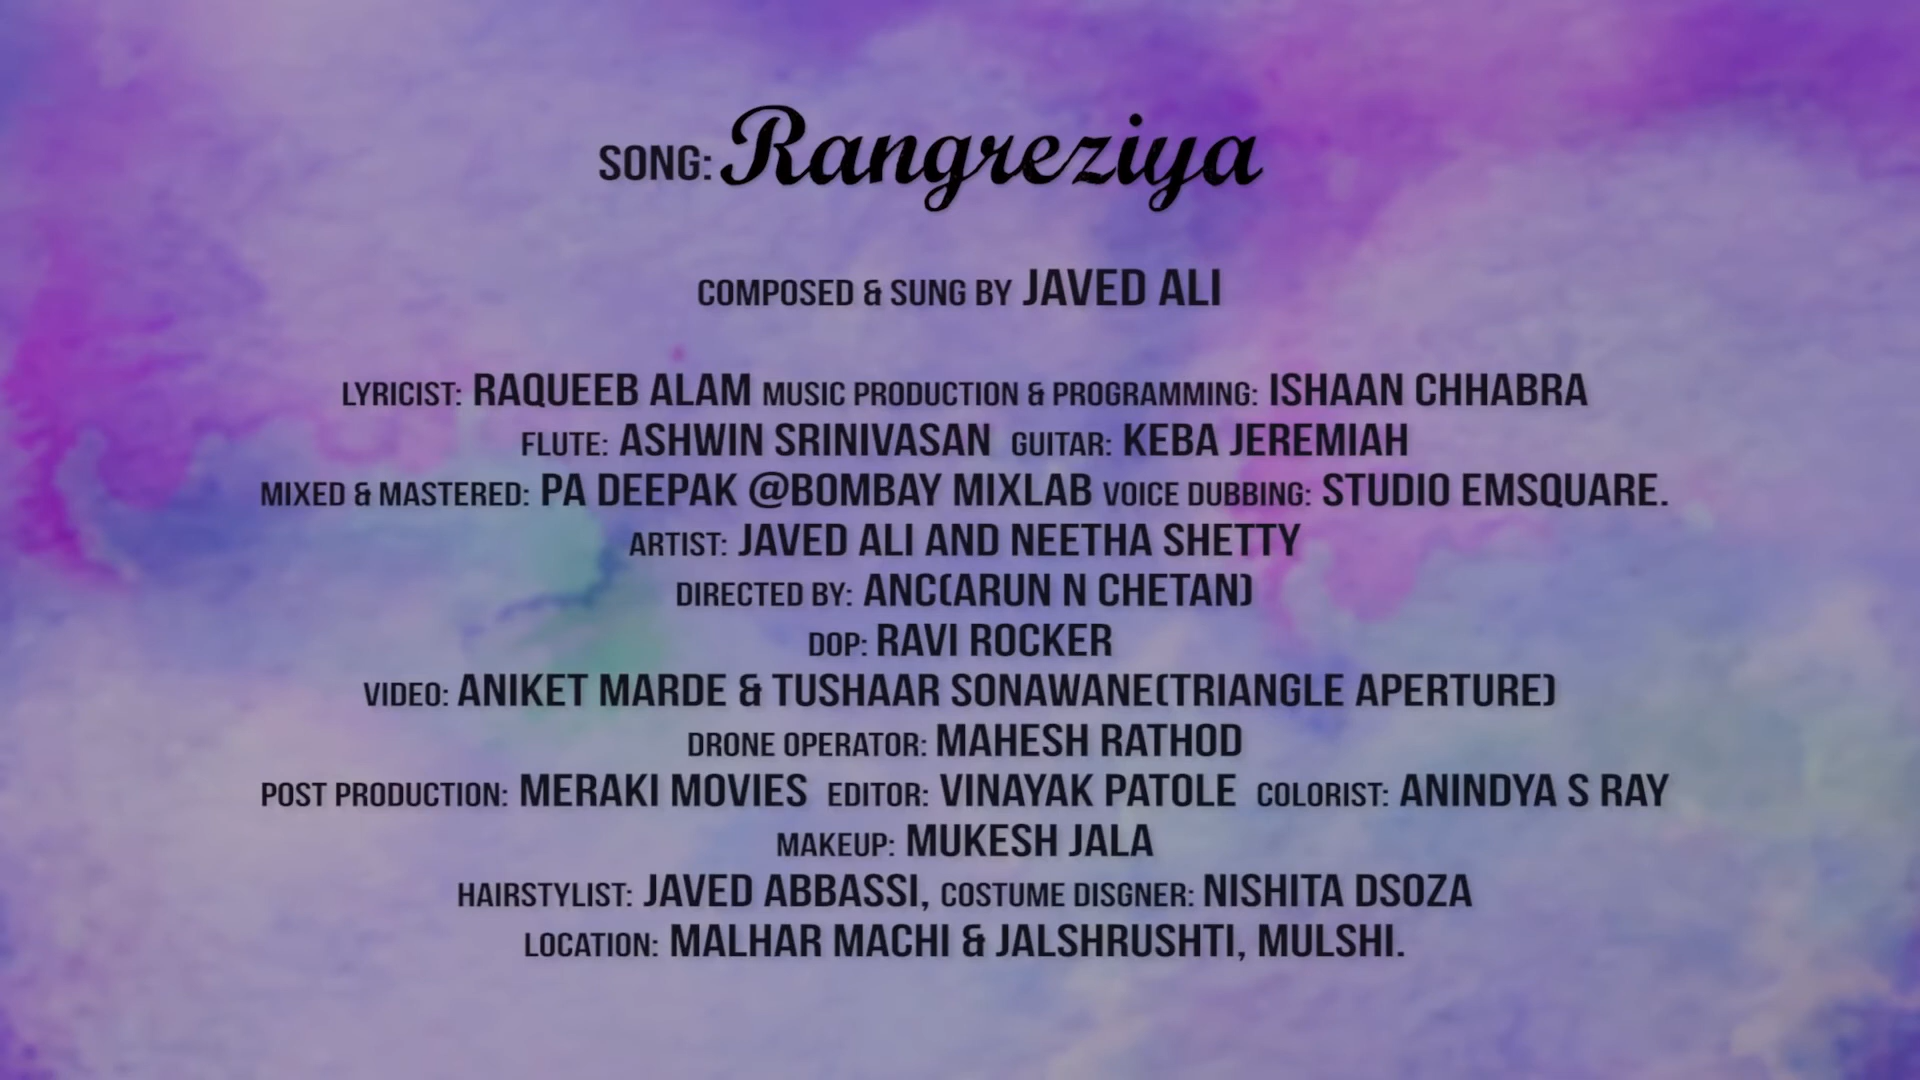 SONG: Rangreziya
COMPOSED & SUNG BY JAVED ALI
LYRICIST: RAQUEEB ALAM MUSIC PRODUCTION & PROGRAMMING: ISHAAN CHHABRA
FLUTE: ASHWIN SRINIVASAN GUITAR: KEBA JEREMIAH
MIXED & MASTERED: PA DEEPAK @BOMBAY MIXLAB VOICE DUBBING: STUDIO EMSQUARE.
ARTIST: JAVED ALI AND NEETHA SHETTY
DIRECTED BY: ANC(ARUN N CHETAN)
DOP: RAVI ROCKER
VIDEO: ANIKET MARDE & TUSHAAR SONAWANE(TRIANGLE APERTURE)
DRONE OPERATOR: MAHESH RATHOD
POST PRODUCTION: MERAKI MOVIES EDITOR: VINAYAK PATOLE COLORIST: ANINDYA S RAY
MAKEUP: MUKESH JALA
HAIRSTYLIST: JAVED ABBASSI, COSTUME DISGNER: NISHITA DSOZA
LOCATION: MALHAR MACHI & JALSHRUSHTI, MULSHI.